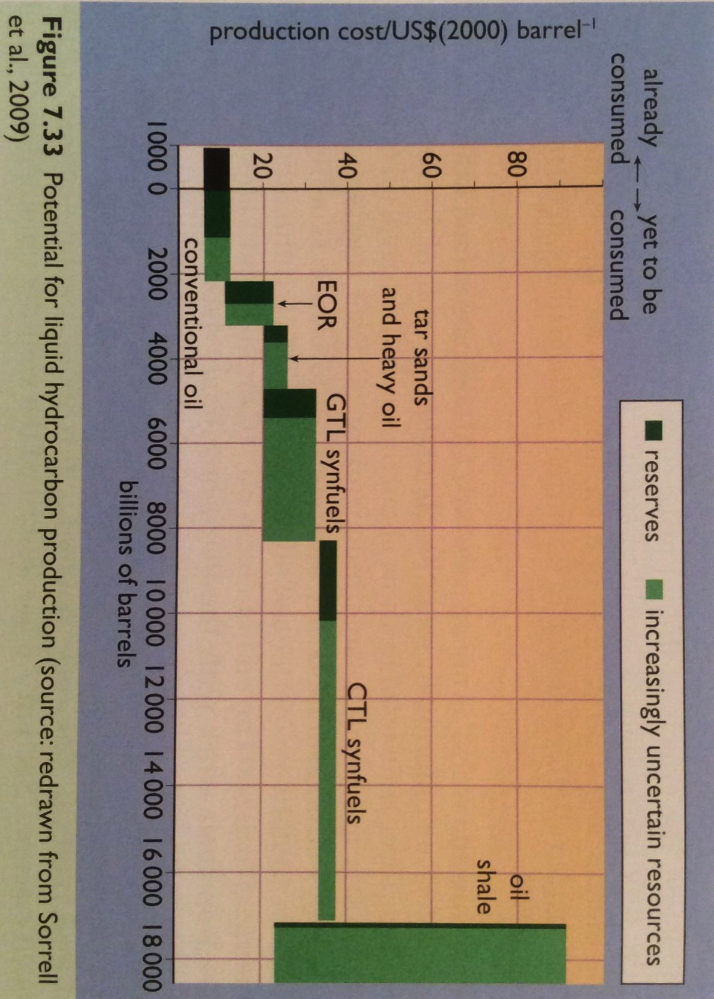 already yet to be
consumed consumed
reserves increasingly uncertain resources
production cost/US$(2000) barrel⁻¹
80
60
40
20
oil
shale
tar sands
and heavy oil
EOR
GTL synfuels
CTL synfuels
conventional oil
1000 0 2000 4000 6000 8000 10 000 12 000 14 000 16 000 18 000
billions of barrels
Figure 7.33 Potential for liquid hydrocarbon production (source: redrawn from Sorrell
et al., 2009)